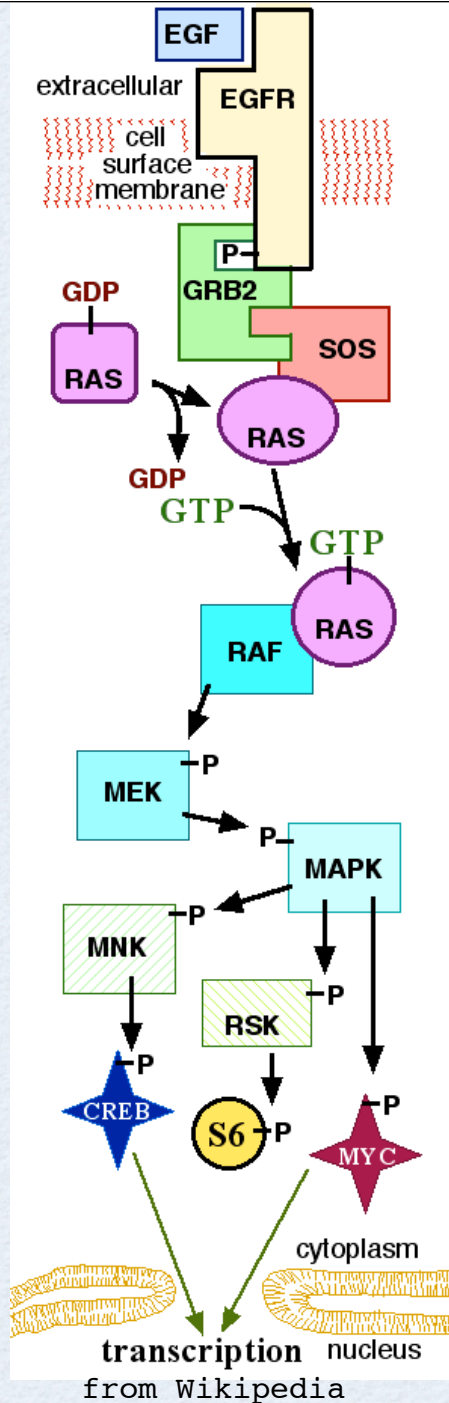 EGF
EGFR
extracellular
cell
surface
membrane
P
GRB2
GDP
RAS
SOS
RAS
GDP
GTP
GTP
RAS
RAF
P
MEK
P
MAPK
P
MNK
P
RSK
P
CREB
P
MYC
S6
P
cytoplasm
transcription
nucleus
from Wikipedia